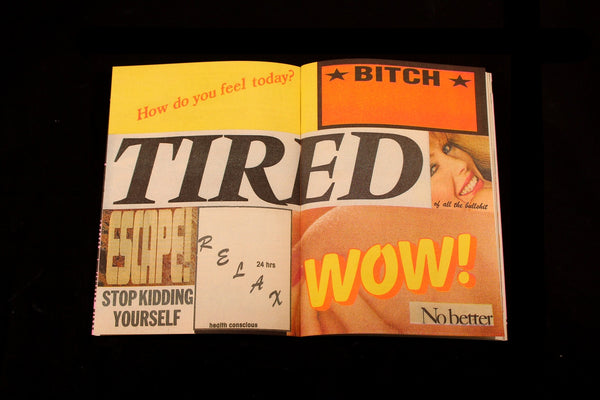 How do you feel today?
★ BITCH ★
TIRED
of all the bullshit
ESCAPE!
STOP KIDDING
YOURSELF
RELAX
24 hrs
health conscious
WOW!
No better